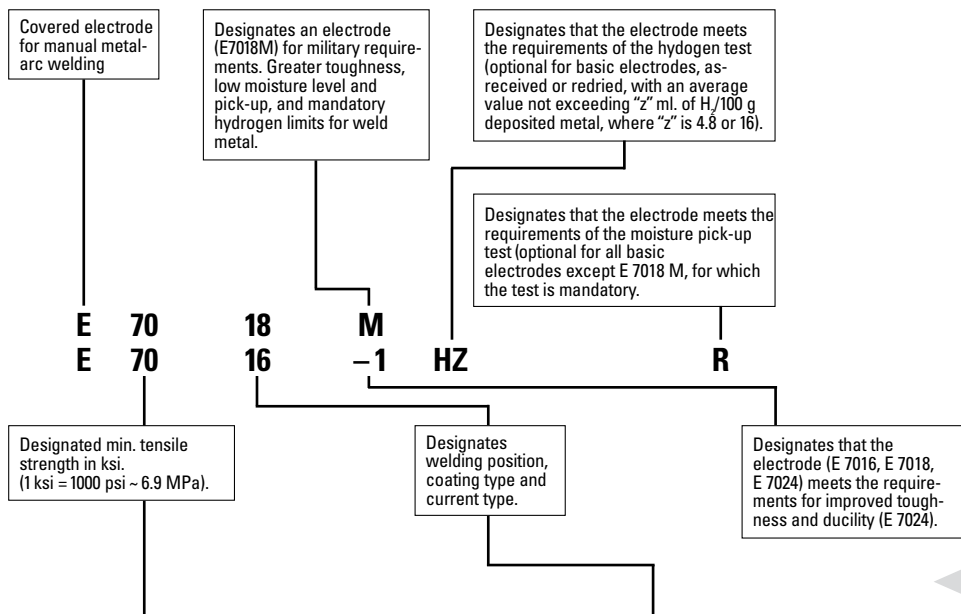 Covered electrode
for manual metal-
arc welding
Designates an electrode
(E7018M) for military require-
ments. Greater toughness,
low moisture level and
pick-up, and mandatory
hydrogen limits for weld
metal.
Designates that the electrode meets
the requirements of the hydogen test
(optional for basic electrodes, as-
received or redried, with an average
value not exceeding “z” ml. of H₂/100 g
deposited metal, where “z” is 4.8 or 16).
Designates that the electrode meets the
requirements of the moisture pick-up
test (optional for all basic
electrodes except E 7018 M, for which
the test is mandatory.
E 70 18 M
E 70 16 –1 HZ R
Designated min. tensile
strength in ksi.
(1 ksi = 1000 psi ~ 6.9 MPa).
Designates
welding position,
coating type and
current type.
Designates that the
electrode (E 7016, E 7018,
E 7024) meets the require-
ments for improved tough-
ness and ductility (E 7024).